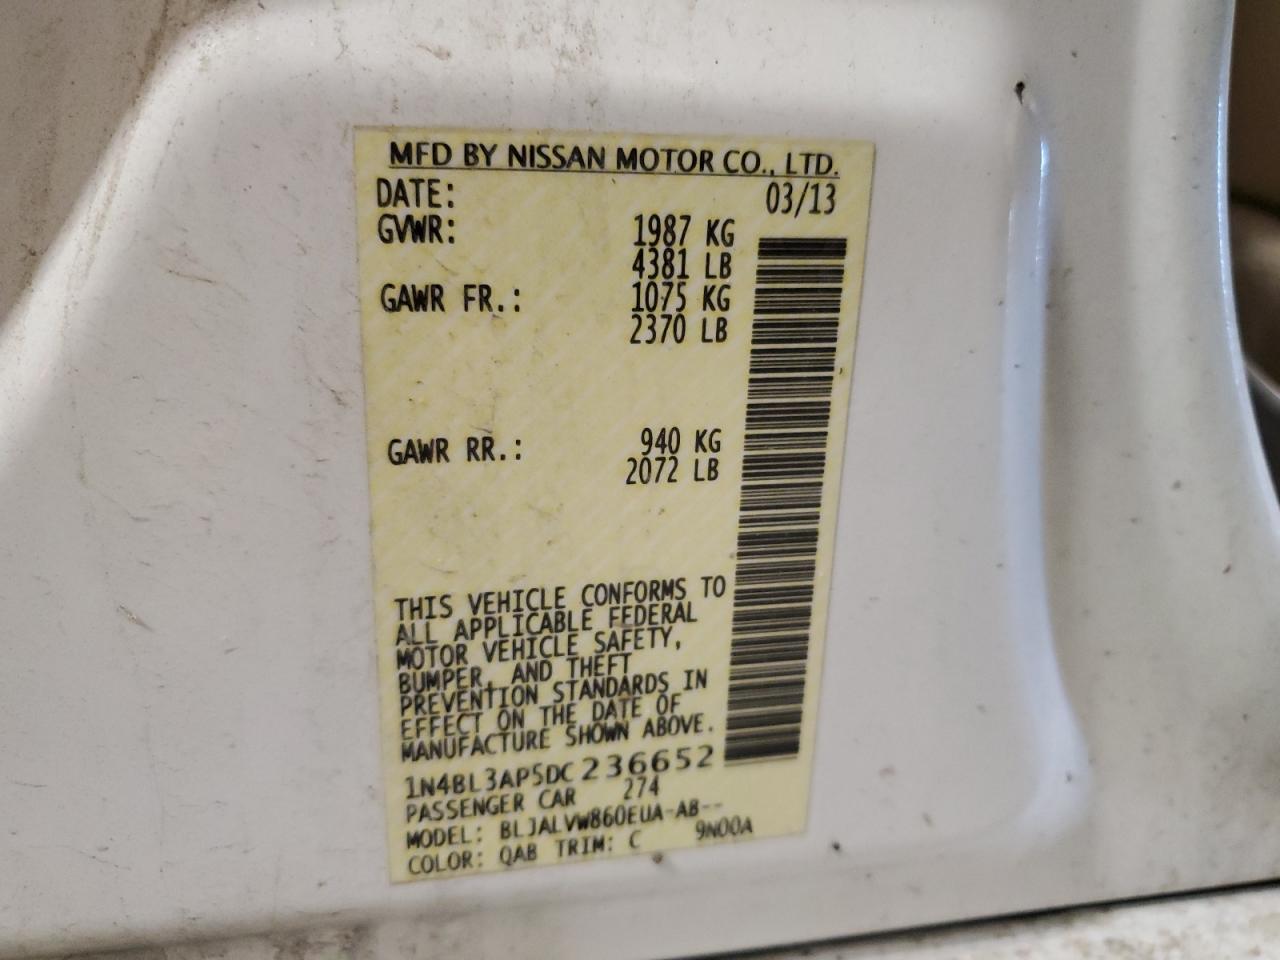 MFD BY NISSAN MOTOR CO., LTD.
DATE: 03/13
GVWR: 1987 KG
4381 LB
GAWR FR.: 1075 KG
2370 LB
GAWR RR.: 940 KG
2072 LB
THIS VEHICLE CONFORMS TO
ALL APPLICABLE FEDERAL
MOTOR VEHICLE SAFETY,
BUMPER, AND THEFT
PREVENTION STANDARDS IN
EFFECT ON THE DATE OF
MANUFACTURE SHOWN ABOVE.
1N4BL3AP5DC236652
PASSENGER CAR 274
MODEL: BLJALVW860EUA-AB--
COLOR: QAB TRIM: C 9N00A